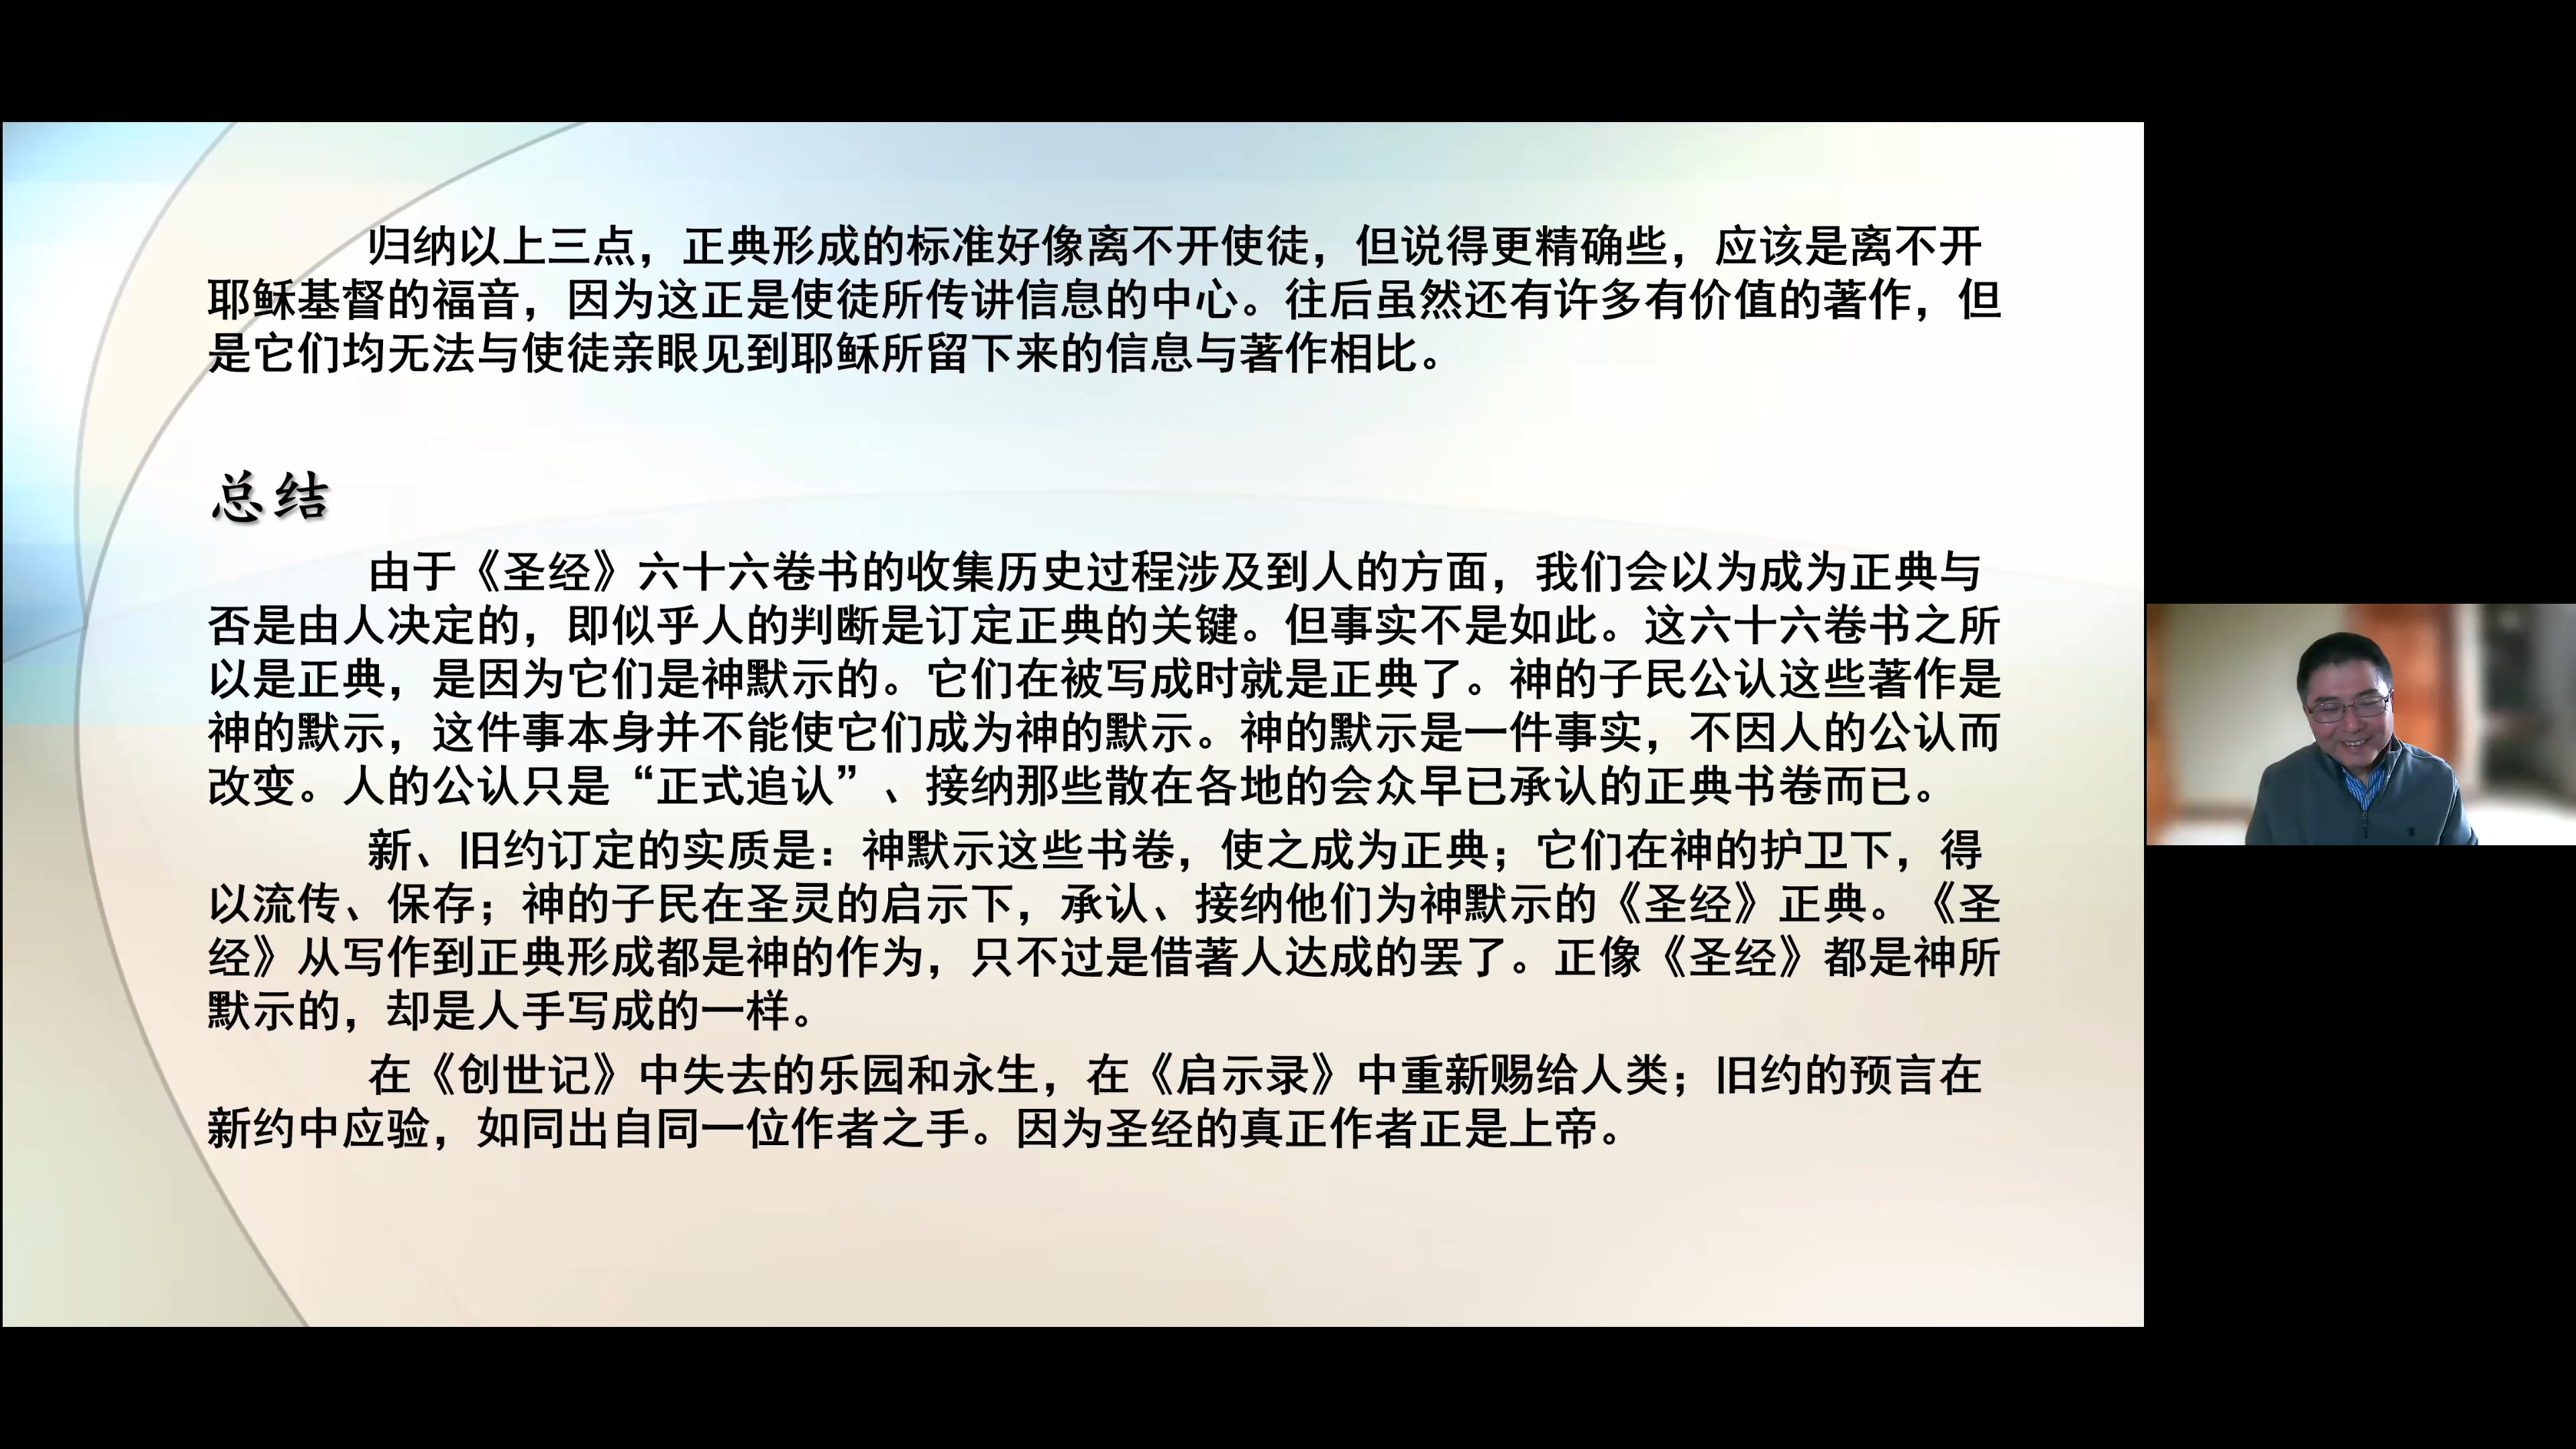 归纳以上三点，正典形成的标准好像离不开使徒，但说得更精确些，应该是离不开
耶稣基督的福音，因为这正是使徒所传讲信息的中心。往后虽然还有许多有价值的著作，但
是它们均无法与使徒亲眼见到耶稣所留下来的信息与著作相比。
总结
由于《圣经》六十六卷书的收集历史过程涉及到人的方面，我们会以为成为正典与
否是由人决定的，即似乎人的判断是订定正典的关键。但事实不是如此。这六十六卷书之所
以是正典，是因为它们是神默示的。它们在被写成时就是正典了。神的子民公认这些著作是
神的默示，这件事本身并不能使它们成为神的默示。神的默示是一件事实，不因人的公认而
改变。人的公认只是“正式追认”、接纳那些散在各地的会众早已承认的正典书卷而已。
新、旧约订定的实质是：神默示这些书卷，使之成为正典；它们在神的护卫下，得
以流传、保存；神的子民在圣灵的启示下，承认、接纳他们为神默示的《圣经》正典。《圣
经》从写作到正典形成都是神的作为，只不过是借著人达成的罢了。正像《圣经》都是神所
默示的，却是人手写成的一样。
在《创世记》中失去的乐园和永生，在《启示录》中重新赐给人类；旧约的预言在
新约中应验，如同出自同一位作者之手。因为圣经的真正作者正是上帝。